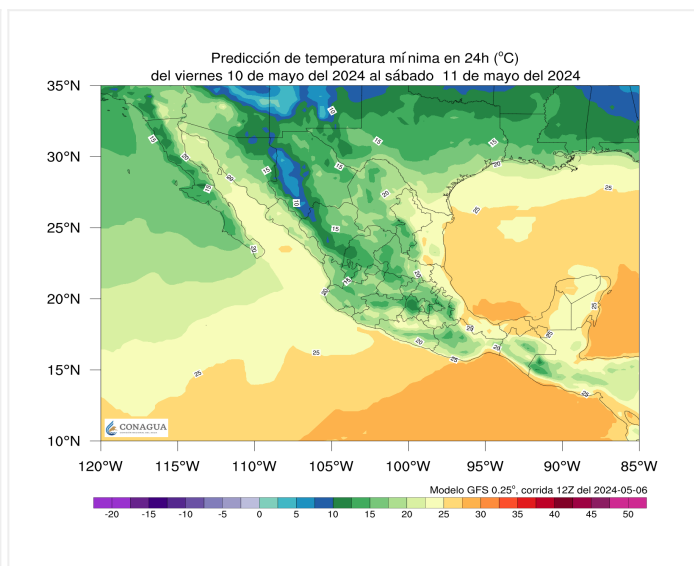 Predicción de temperatura mínima en 24h (°C)
del viernes 10 de mayo del 2024 al sábado 11 de mayo del 2024
35°N
30°N
25°N
20°N
15°N
10°N
120°W 115°W 110°W 105°W 100°W 95°W 90°W 85°W
CONAGUA
Modelo GFS 0.25°, corrida 12Z del 2024-05-06
-20 -15 -10 -5 0 5 10 15 20 25 30 35 40 45 50